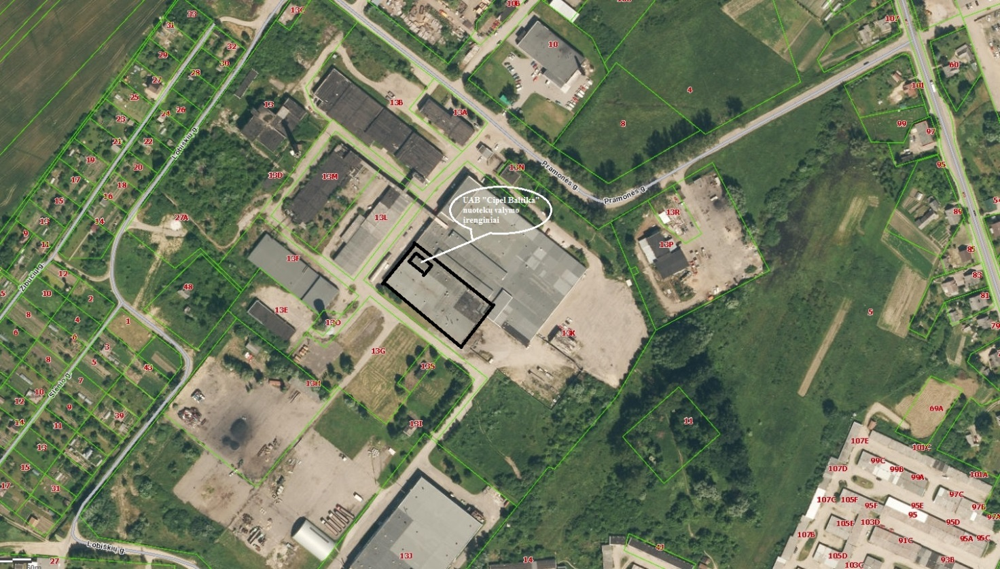 13C
10B
33
31
32
29
30
28
27
25
26
24
23
22
21
20
19
18
17
16
15
14
13
11
9
27A
Lobiškių g.
Žibučių g.
12
10
2
8
4
6
6
5
1
3
8
5
43
7
10
12
9
39
14
11
13
15
31
17
27
Lobiškių g.
48
13
13B
13A
13D
13M
13N
13L
13F
13E
13O
13G
13S
13H
13I
13J
13K
13P
13R
10
4
8
Pramonės g.
Pramonės g.
UAB "Cipel Baltika"
nuotekų valymo
įrenginiai
107
60
101
99
97
95
89
85
83
81
79
5
11
69A
101C
101A
107E
99C
99B
99A
107D
97C
107C
105F
95F
95E
95
97B
97A
105E
103D
95D
107B
91C
95A
95C
105D
103C
93B
41
14
60m